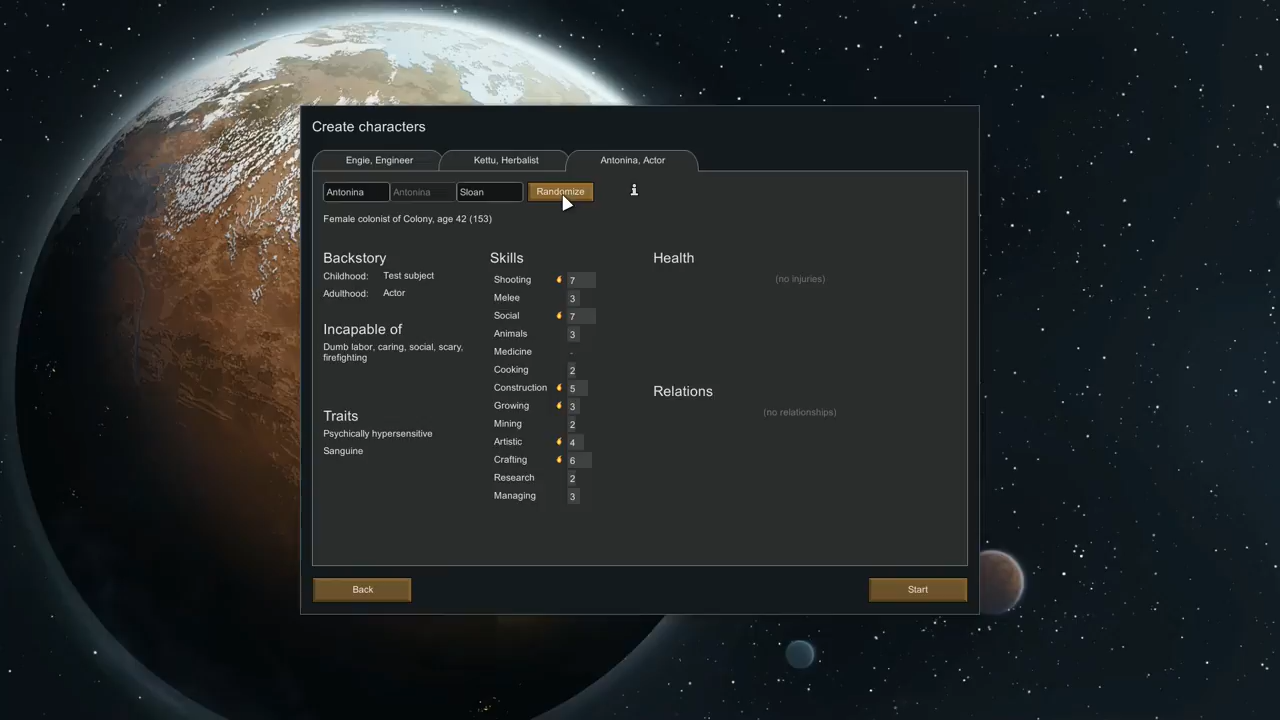 Create characters
Engie, Engineer
Kettu, Herbalist
Antonina, Actor
Antonina
Antonina
Sloan
Randomize
Female colonist of Colony, age 42 (153)
Backstory
Childhood: Test subject
Adulthood: Actor
Incapable of
Dumb labor, caring, social, scary,
firefighting
Traits
Psychically hypersensitive
Sanguine
Skills
Shooting 7
Melee 3
Social 7
Animals 3
Medicine -
Cooking 2
Construction 5
Growing 3
Mining 2
Artistic 4
Crafting 6
Research 2
Managing 3
Health
(no injuries)
Relations
(no relationships)
Back
Start